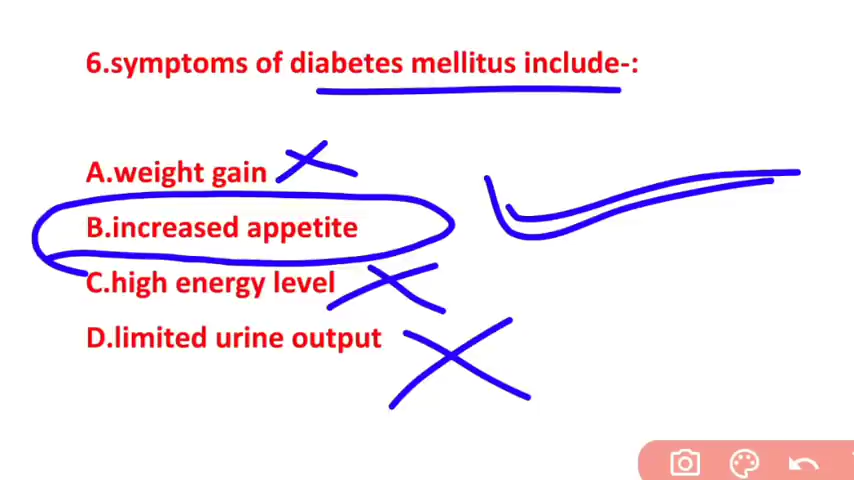 6.symptoms of diabetes mellitus include-:
A.weight gain
B.increased appetite
C.high energy level
D.limited urine output